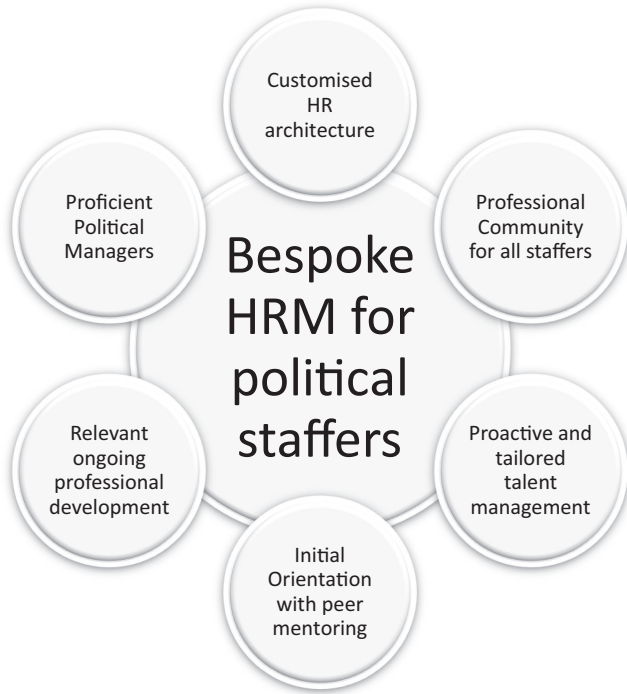 Customised
HR
architecture
Professional
Community
for all staffers
Proactive and
tailored
talent
management
Initial
Orientation
with peer
mentoring
Relevant
ongoing
professional
development
Proficient
Political
Managers
Bespoke
HRM for
political
staffers